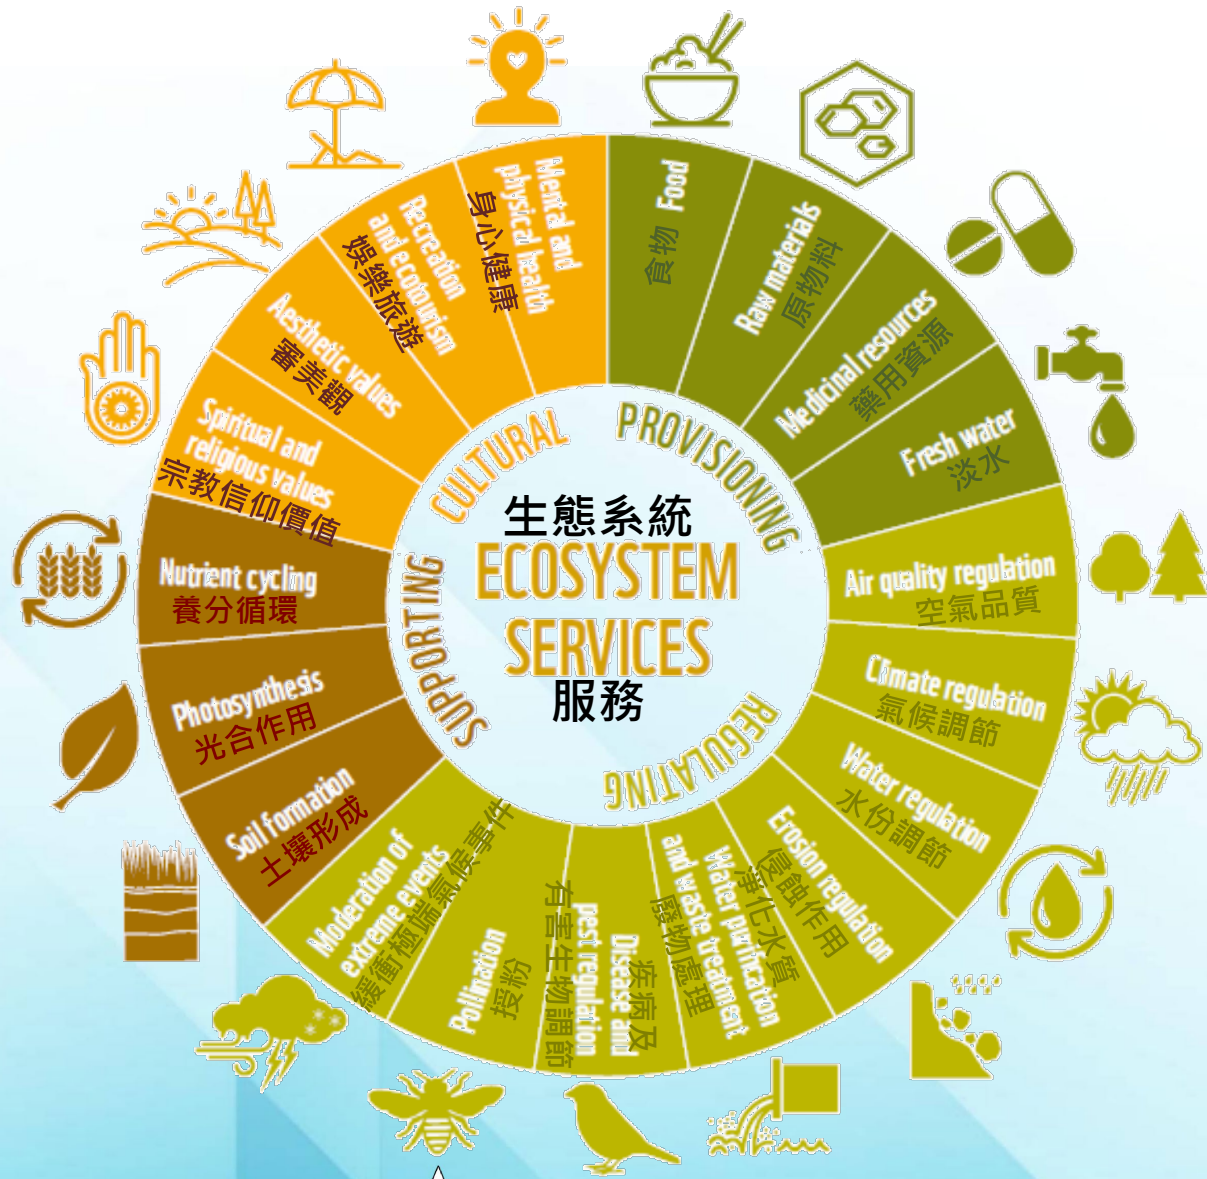 生態系統
ECOSYSTEM
SERVICES
服務
PROVISIONING
Food
食物
Raw materials
原物料
Medicinal resources
藥用資源
Fresh water
淡水
REGULATING
Air quality regulation
空氣品質
Climate regulation
氣候調節
Water regulation
水份調節
Erosion regulation
侵蝕作用
Water purification
and waste treatment
淨化水質
廢物處理
Disease and
pest regulation
疾病及
有害生物調節
Pollination
授粉
Moderation of
extreme events
緩衝極端氣候事件
SUPPORTING
Soil formation
土壤形成
Photosynthesis
光合作用
Nutrient cycling
養分循環
CULTURAL
Spiritual and
religious values
宗教信仰價值
Aesthetic values
審美觀
Recreation
and ecotourism
娛樂旅遊
Mental and
physical health
身心健康